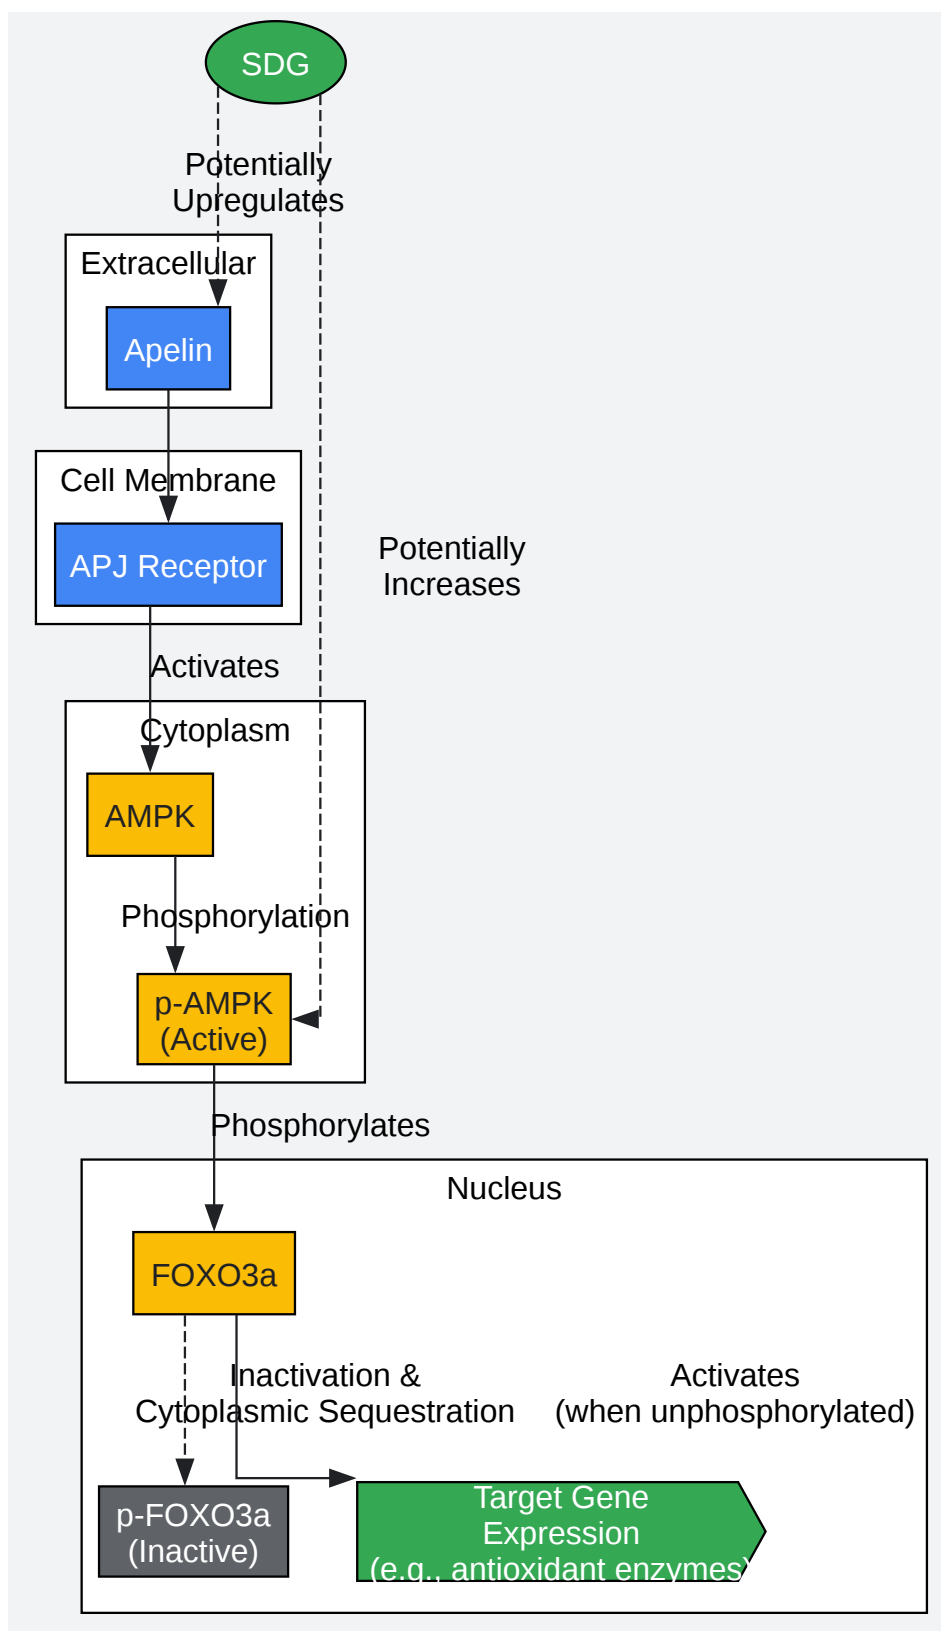 SDG
Potentially
Upregulates
Extracellular
Apelin
Cell Membrane
APJ Receptor
Potentially
Increases
Activates
Cytoplasm
AMPK
Phosphorylation
p-AMPK
(Active)
Phosphorylates
Nucleus
FOXO3a
Inactivation &
Cytoplasmic Sequestration
Activates
(when unphosphorylated)
p-FOXO3a
(Inactive)
Target Gene
Expression
(e.g., antioxidant enzymes)